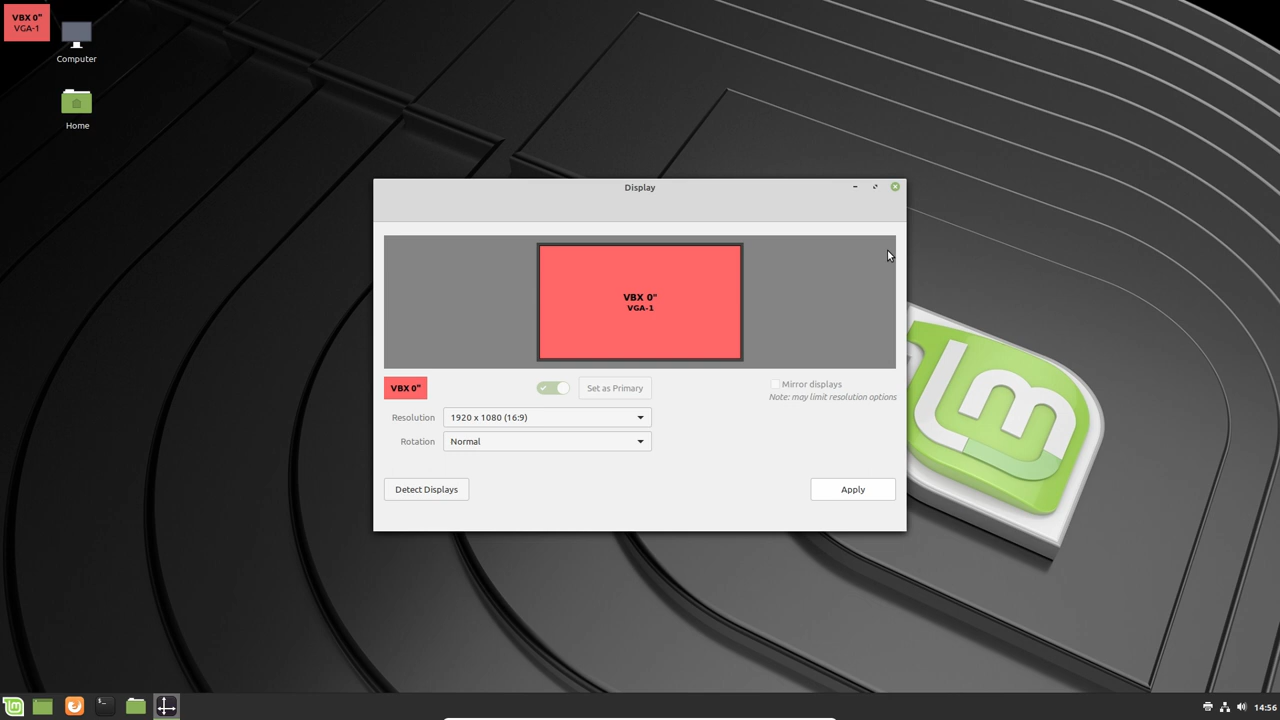 VBX 0"
VGA-1
Computer
Home
Display
VBX 0"
VGA-1
VBX 0"
Set as Primary
Mirror displays
Note: may limit resolution options
Resolution
1920 x 1080 (16:9)
Rotation
Normal
Detect Displays
Apply
14:56